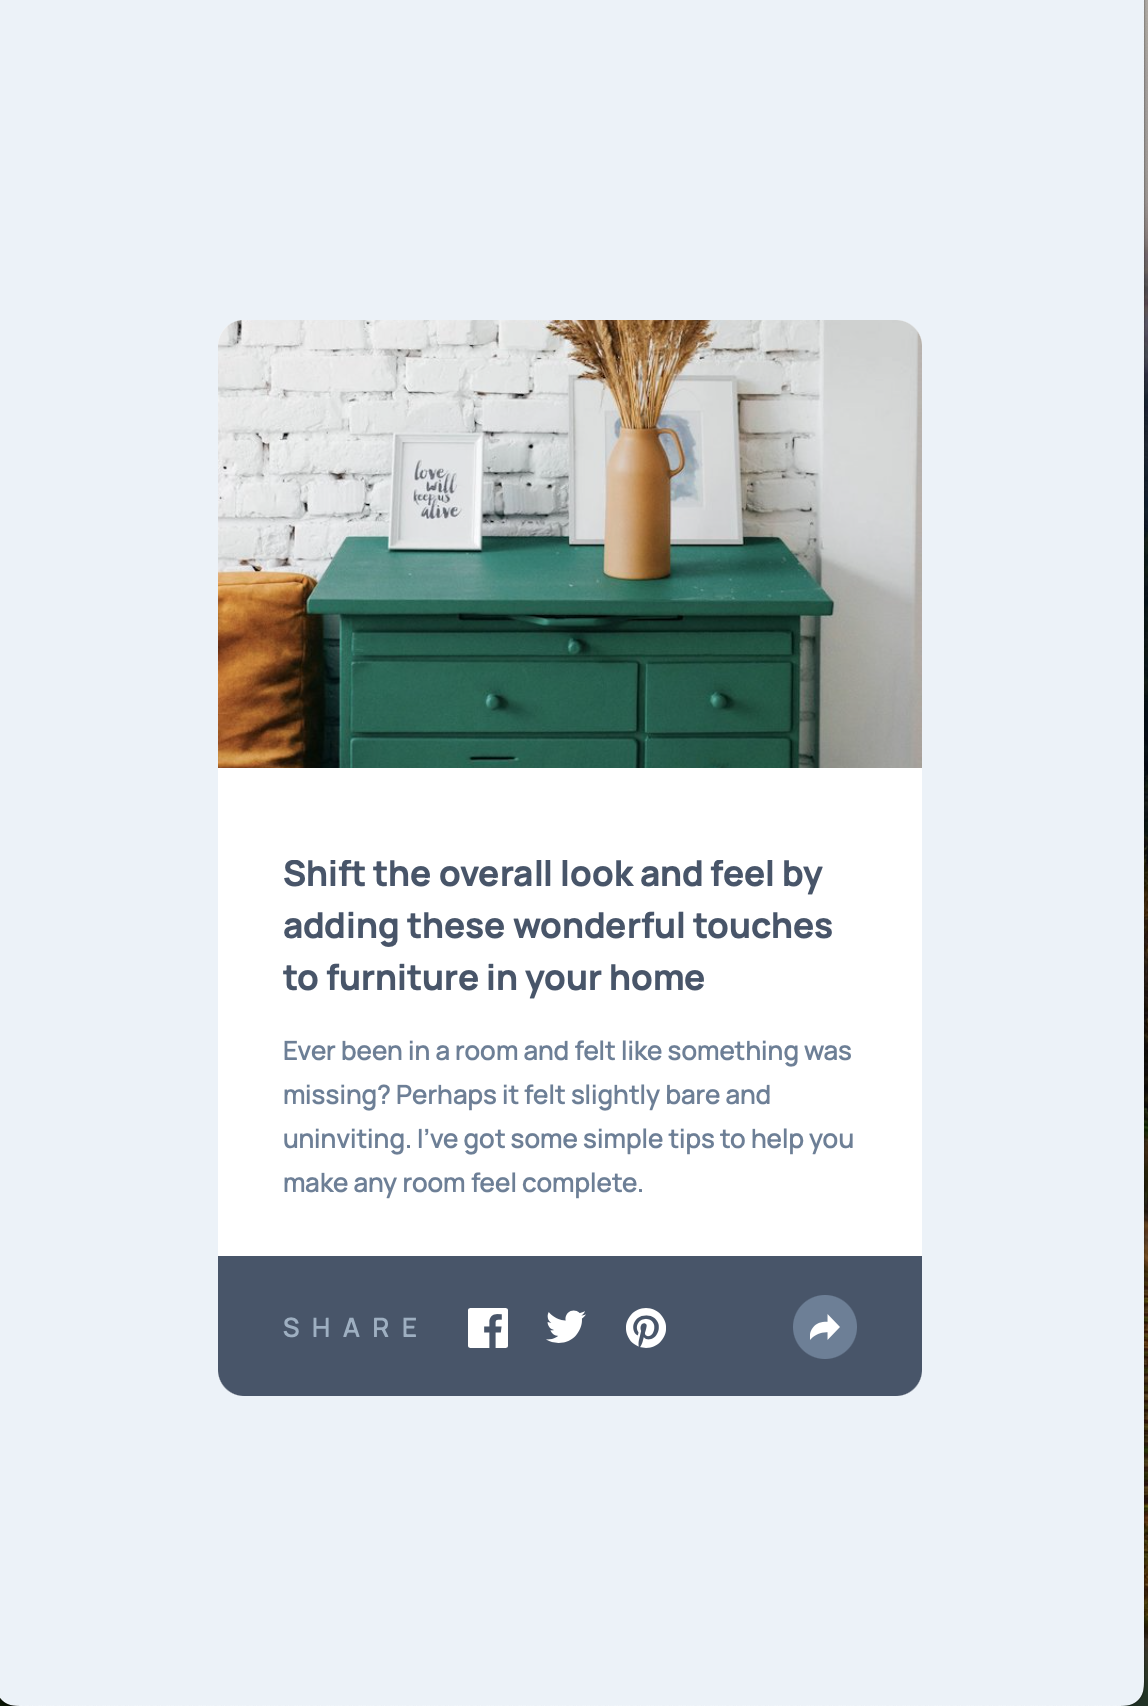 love
will
keep us
alive
Shift the overall look and feel by
adding these wonderful touches
to furniture in your home
Ever been in a room and felt like something was
missing? Perhaps it felt slightly bare and
uninviting. I’ve got some simple tips to help you
make any room feel complete.
SHARE